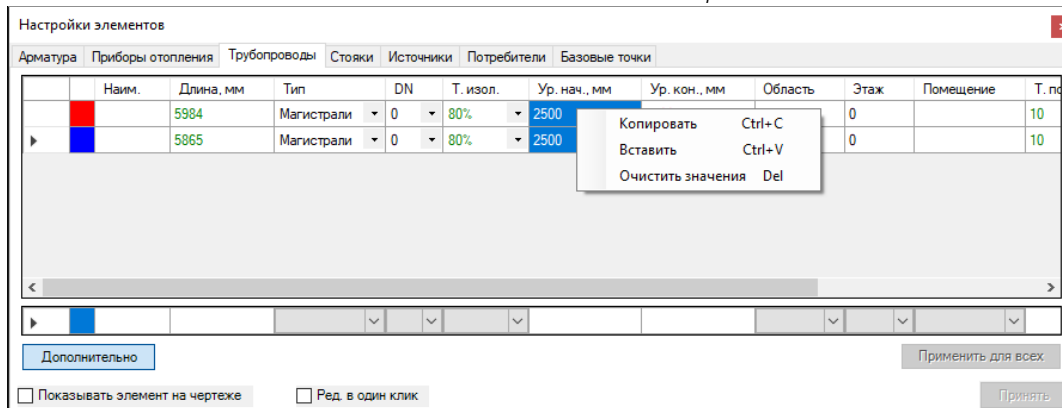 Настройки элементов
Арматура Приборы отопления Трубопроводы Стояки Источники Потребители Базовые точки
Наим. Длина, мм Тип DN Т. изол. Ур. нач., мм Ур. кон., мм Область Этаж Помещение
5984 Магистрали 0 80% 2500 0 10
5865 Магистрали 0 80% 2500 0 10
Копировать Ctrl+C
Вставить Ctrl+V
Очистить значения Del
Дополнительно Применить для всех
Показывать элемент на чертеже Ред. в один клик Принять